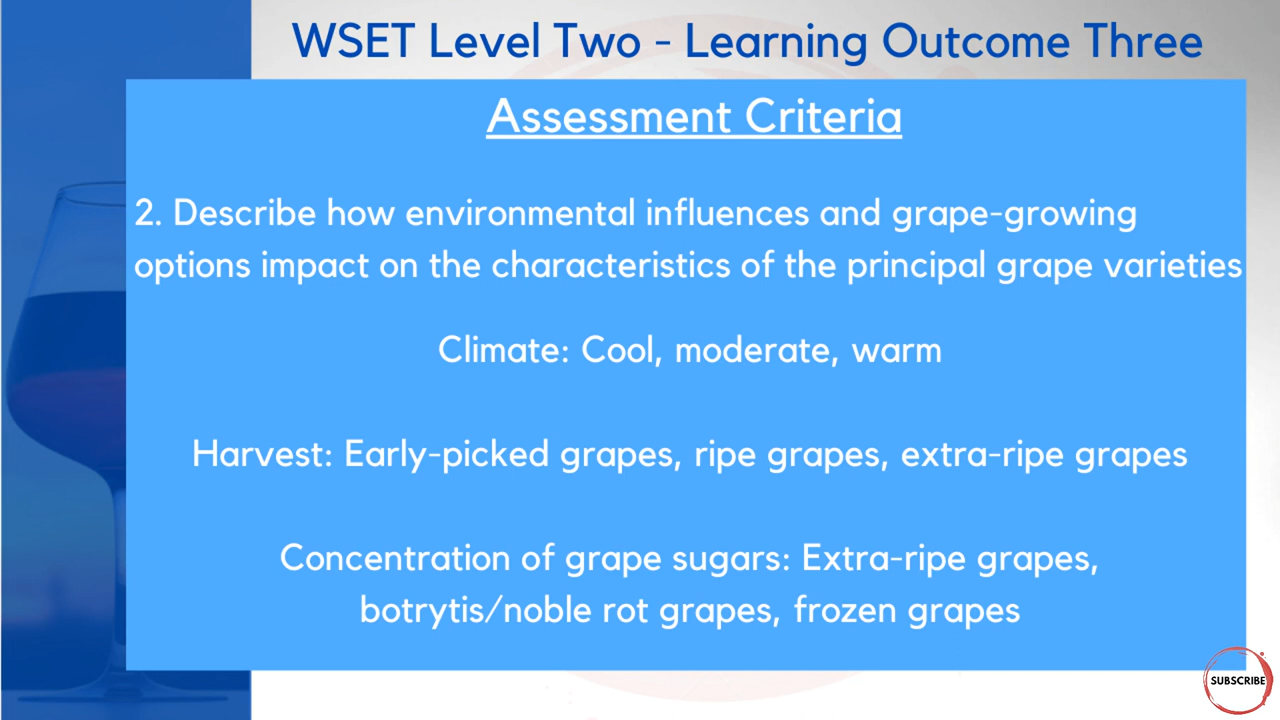 WSET Level Two - Learning Outcome Three
Assessment Criteria
2. Describe how environmental influences and grape-growing
options impact on the characteristics of the principal grape varieties
Climate: Cool, moderate, warm
Harvest: Early-picked grapes, ripe grapes, extra-ripe grapes
Concentration of grape sugars: Extra-ripe grapes,
botrytis/noble rot grapes, frozen grapes
SUBSCRIBE